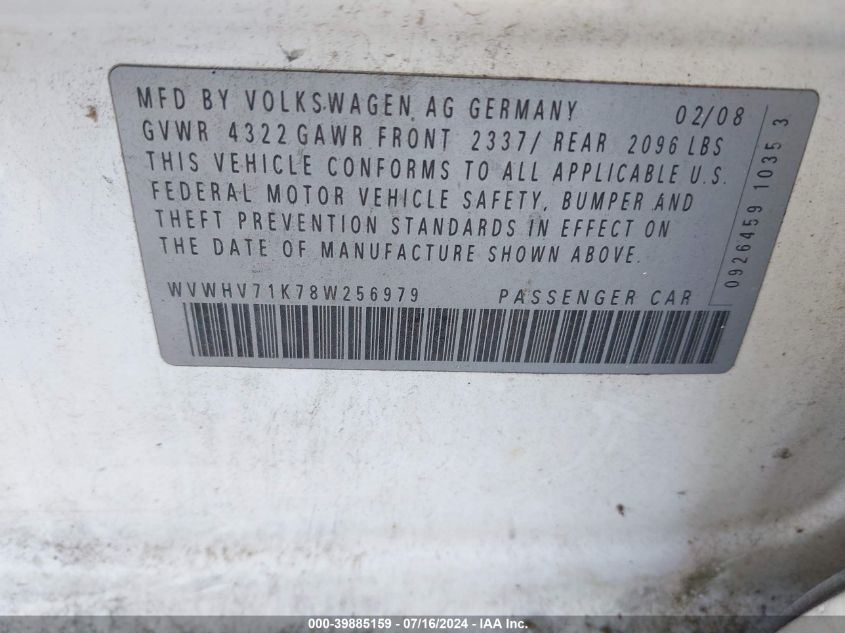 MFD BY VOLKSWAGEN AG GERMANY 02/08
GVWR 4322 GAWR FRONT 2337/ REAR 2096 LBS
THIS VEHICLE CONFORMS TO ALL APPLICABLE U.S.
FEDERAL MOTOR VEHICLE SAFETY, BUMPER AND
THEFT PREVENTION STANDARDS IN EFFECT ON
THE DATE OF MANUFACTURE SHOWN ABOVE.
WVWHV71K78W256979 PASSENGER CAR
0926459 1035 3
000-39885159 - 07/16/2024 - IAA Inc.